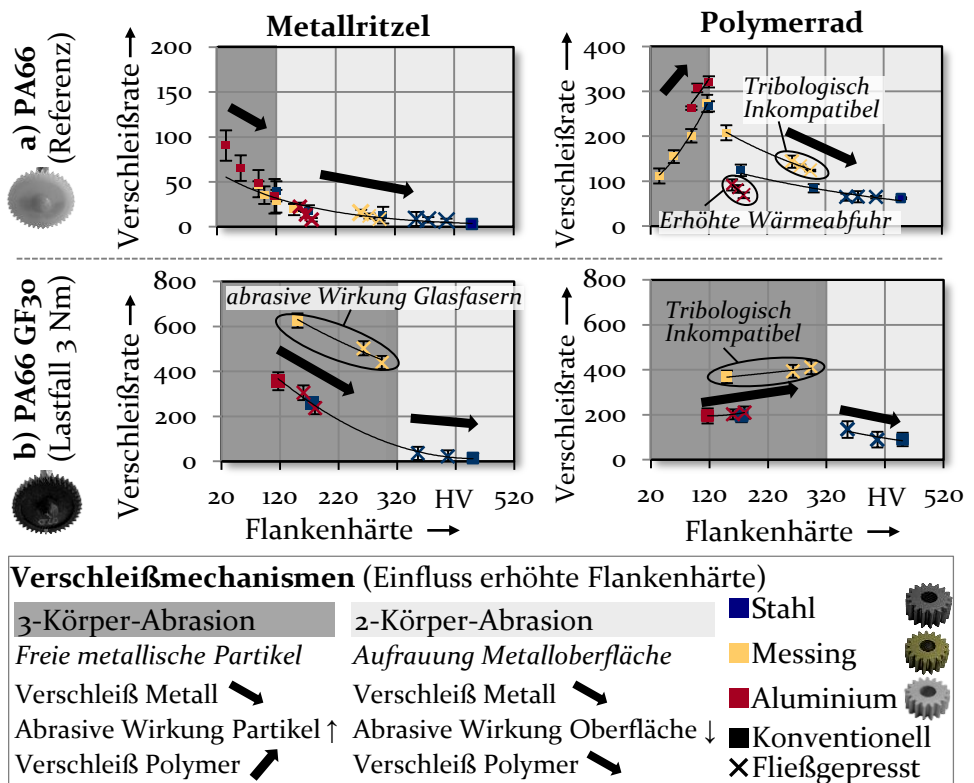 Metallritzel
Polymerrad
a) PA66
(Referenz)
Verschleißrate
200
150
100
50
0
Verschleißrate
400
300
200
100
0
Tribologisch
Inkompatibel
Erhöhte Wärmeabfuhr
b) PA66 GF30
(Lastfall 3 Nm)
Verschleißrate
800
600
400
200
0
abrasive Wirkung Glasfasern
20 120 220 320 HV 520
Flankenhärte
Verschleißrate
800
600
400
200
0
Tribologisch
Inkompatibel
20 120 220 320 HV 520
Flankenhärte
Verschleißmechanismen (Einfluss erhöhte Flankenhärte)
3-Körper-Abrasion
Freie metallische Partikel
Verschleiß Metall
Abrasive Wirkung Partikel ↑
Verschleiß Polymer
2-Körper-Abrasion
Aufrauung Metalloberfläche
Verschleiß Metall
Abrasive Wirkung Oberfläche ↓
Verschleiß Polymer
Stahl
Messing
Aluminium
Konventionell
Fließgepresst